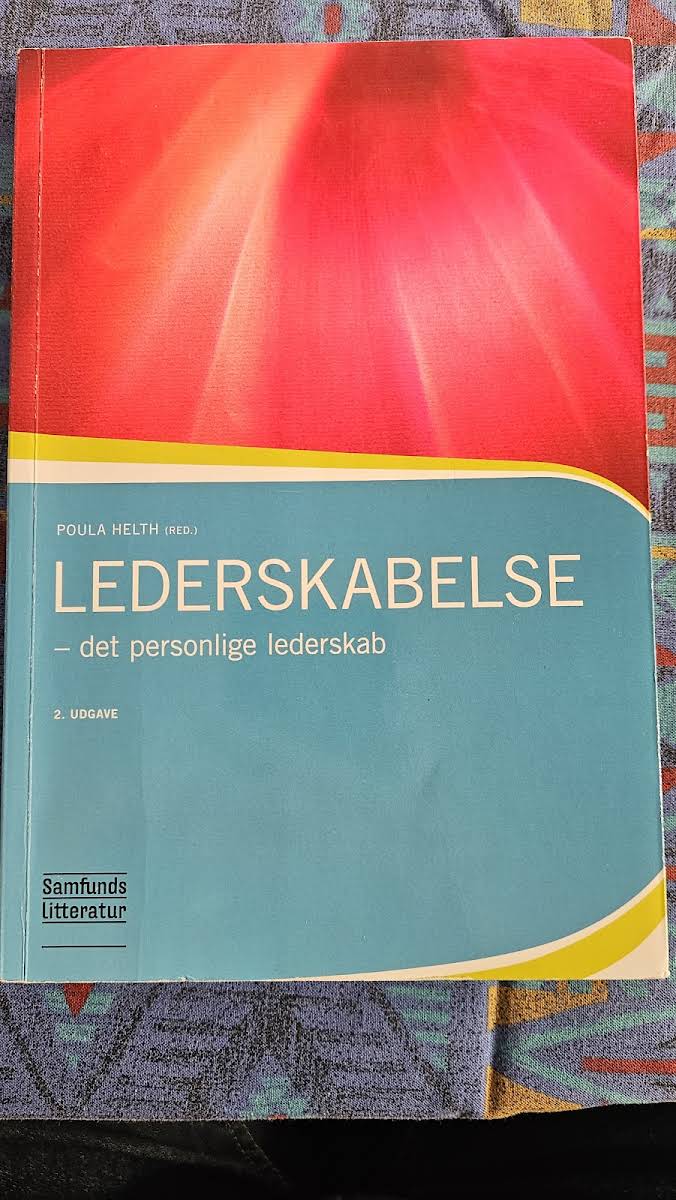 POULA HELTH (RED.)
LEDERSKABELSE
– det personlige lederskab
2. UDGAVE
Samfunds
litteratur